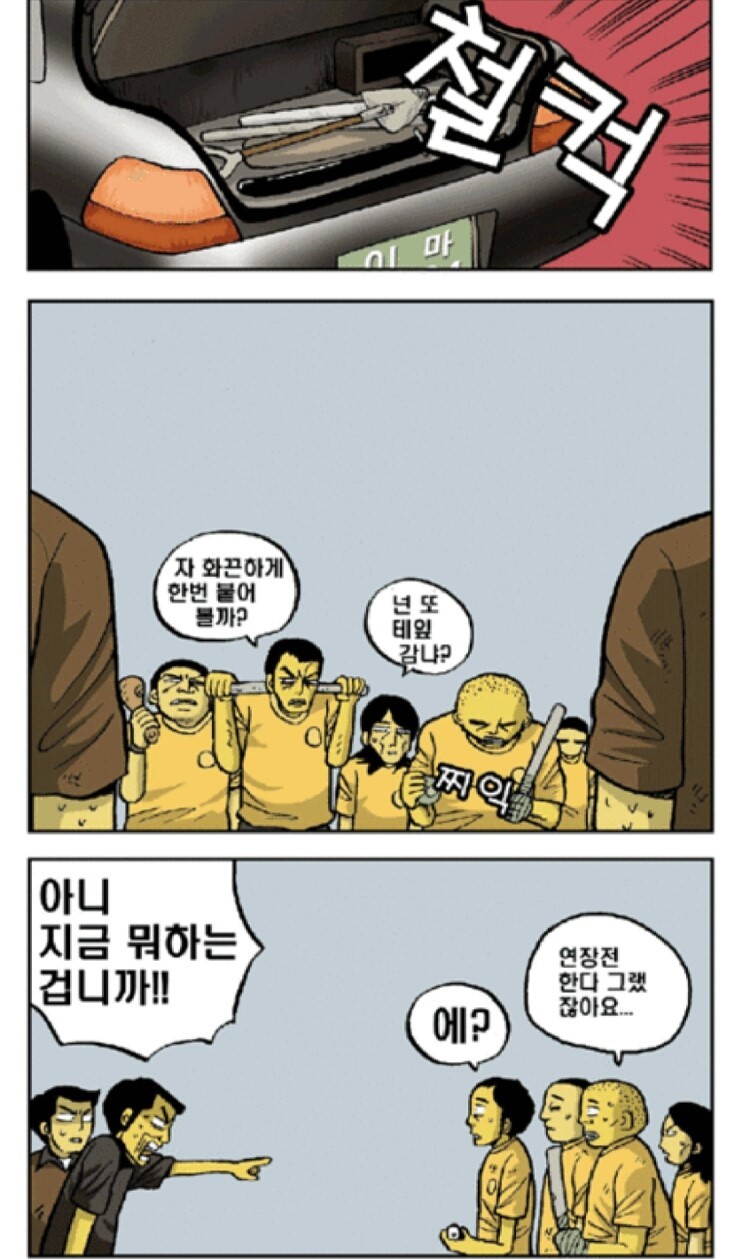 철컥
이 마
자 화끈하게
한번 붙어
볼까?
넌 또
테잎
감냐?
찌익
아니
지금 뭐하는
겁니까!!
에?
연장전
한다 그랬
잖아요...